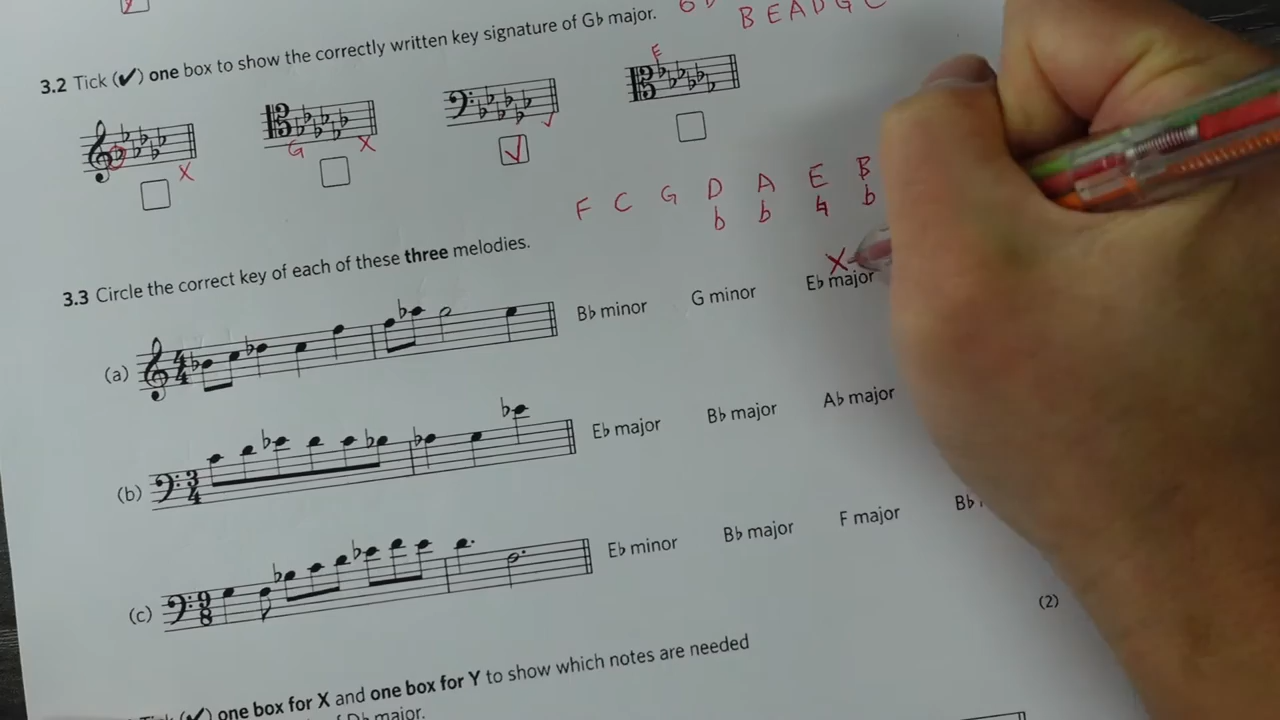 B E A D G C
3.2 Tick (✔) one box to show the correctly written key signature of G♭ major.
F
G X
X
✓
F C G D A E B
♭ ♭ ♮ ♭
3.3 Circle the correct key of each of these three melodies.
X
(a) B♭ minor G minor E♭ major
(b) E♭ major B♭ major A♭ major
(c) E♭ minor B♭ major F major B♭
(2)
Tick (✔) one box for X and one box for Y to show which notes are needed
D♭ major.